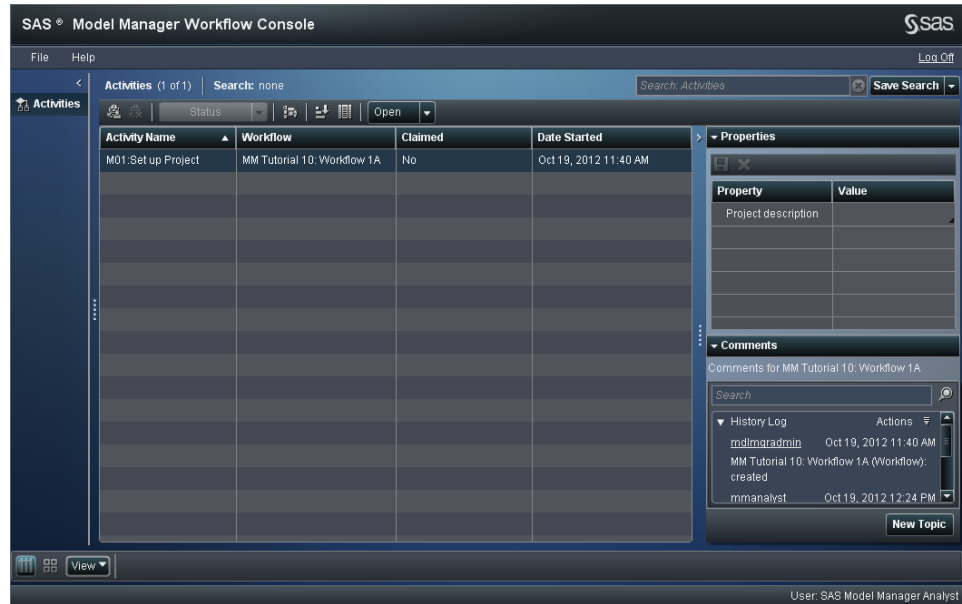 SAS ® Model Manager Workflow Console
sas
File Help Log Off
Activities (1 of 1) Search: none Search: Activities Save Search
Activities
Status Open
Activity Name Workflow Claimed Date Started
M01:Set up Project MM Tutorial 10: Workflow 1A No Oct 19, 2012 11:40 AM
Properties
Property Value
Project description
Comments
Comments for MM Tutorial 10: Workflow 1A
Search
History Log Actions
mdlmgradmin Oct 19, 2012 11:40 AM
MM Tutorial 10: Workflow 1A (Workflow):
created
mmanalyst Oct 19, 2012 12:24 PM
New Topic
View
User: SAS Model Manager Analyst